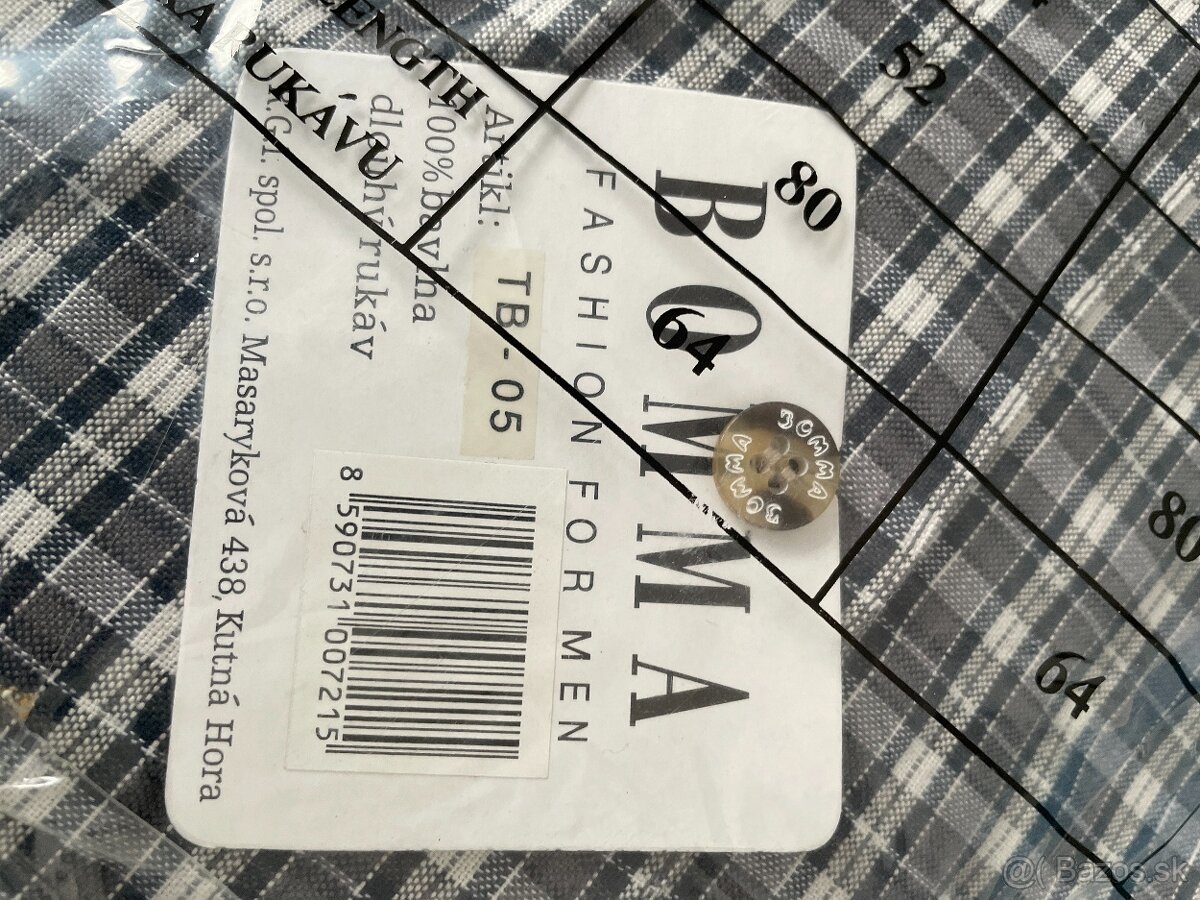 BOMMA
FASHION FOR MEN
Artikl:
TB-05
100% bavlna
dlouhý rukáv
spol. s.r.o. Masaryková 438, Kutná Hora
8 590731 007215
BOMMA
BOMMA
LENGTH
RUKÁVU
52
80
64
80
64
@( Bazos.sk